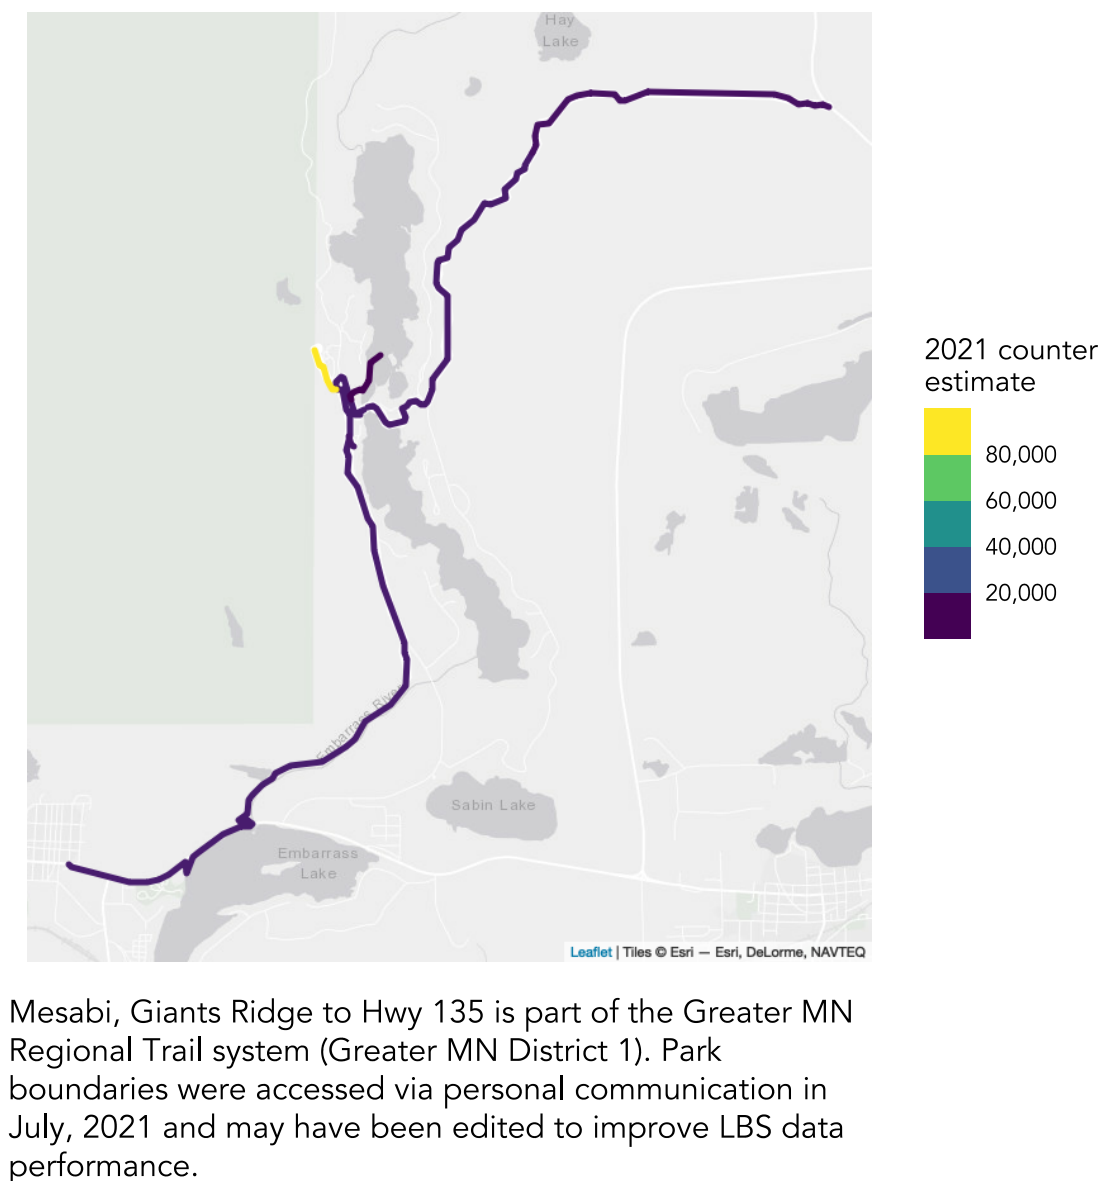 Hay
Lake
2021 counter
estimate
80,000
60,000
40,000
20,000
Embarrass River
Sabin Lake
Embarrass
Lake
Leaflet | Tiles © Esri — Esri, DeLorme, NAVTEQ
Mesabi, Giants Ridge to Hwy 135 is part of the Greater MN
Regional Trail system (Greater MN District 1). Park
boundaries were accessed via personal communication in
July, 2021 and may have been edited to improve LBS data
performance.